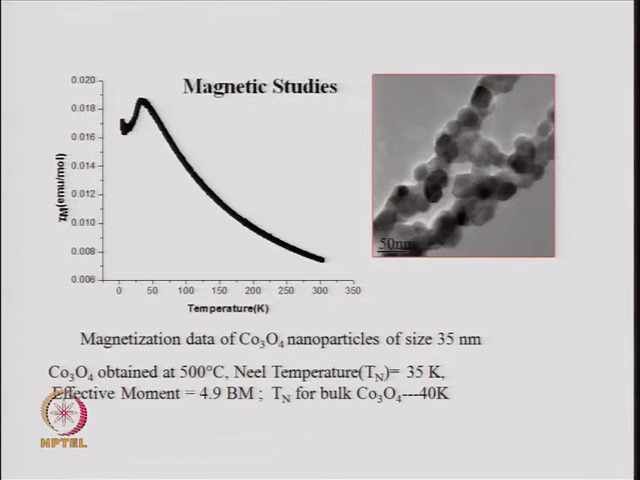 Magnetic Studies
0.020
0.018
0.016
0.014
0.012
0.010
0.008
0.006
χM(emu/mol)
0 50 100 150 200 250 300 350
Temperature(K)
50nm
Magnetization data of Co₃O₄ nanoparticles of size 35 nm
Co₃O₄ obtained at 500°C, Neel Temperature(T_N)= 35 K,
Effective Moment = 4.9 BM ; T_N for bulk Co₃O₄---40K
NPTEL